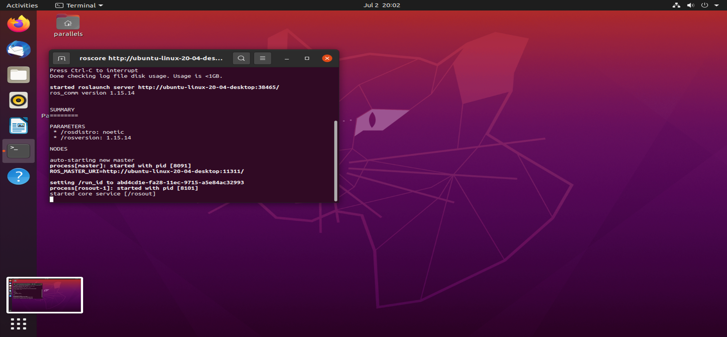 Activities
Terminal
Jul 2 20:02
parallels
roscore http://ubuntu-linux-20-04-des...
Press Ctrl-C to interrupt
Done checking log file disk usage. Usage is <1GB.
started roslaunch server http://ubuntu-linux-20-04-desktop:38465/
ros_comm version 1.15.14
SUMMARY
========
PARAMETERS
* /rosdistro: noetic
* /rosversion: 1.15.14
NODES
auto-starting new master
process[master]: started with pid [8091]
ROS_MASTER_URI=http://ubuntu-linux-20-04-desktop:11311/
setting /run_id to abd4cd1e-fa28-11ec-9715-a5e84ac32993
process[rosout-1]: started with pid [8101]
started core service [/rosout]